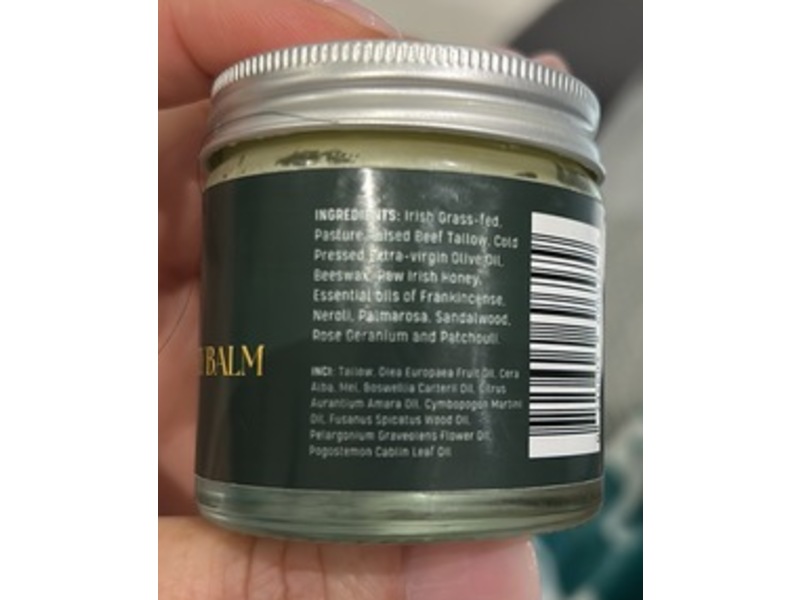 BALM
INGREDIENTS: Irish Grass-fed,
Pasture Raised Beef Tallow, Cold
Pressed Extra-virgin Olive Oil,
Beeswax, Raw Irish Honey,
Essential oils of Frankincense,
Neroli, Palmarosa, Sandalwood,
Rose Geranium and Patchouli.
INCI: Tallow, Olea Europaea Fruit Oil, Cera
Alba, Mel, Boswellia Carterii Oil, Citrus
Aurantium Amara Oil, Cymbopogon Martini
Oil, Fusanus Spicatus Wood Oil,
Pelargonium Graveolens Flower Oil,
Pogostemon Cablin Leaf Oil